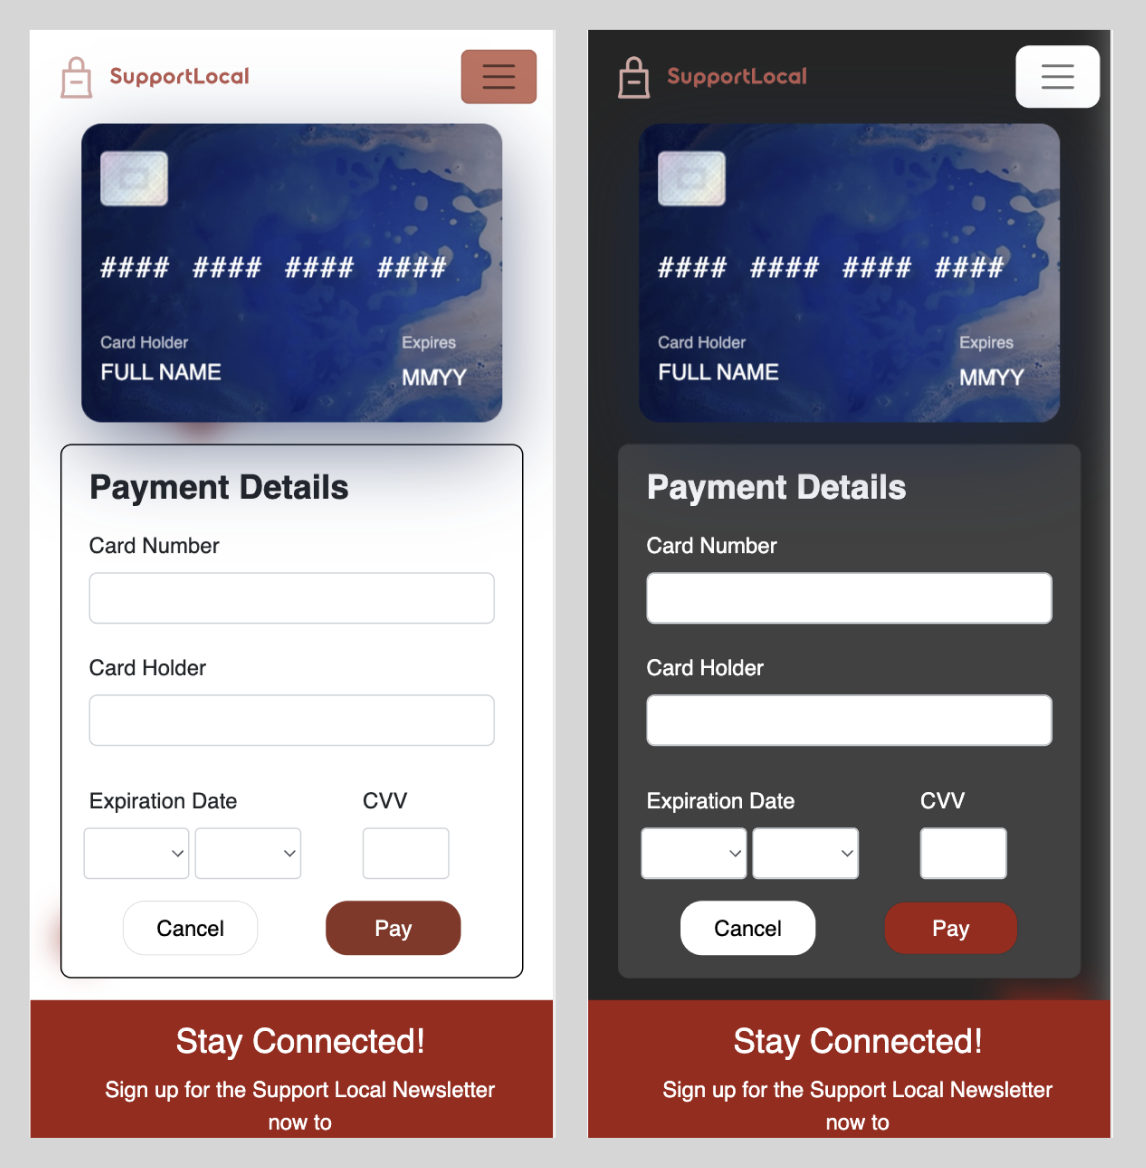 SupportLocal
#### #### #### ####
Card Holder Expires
FULL NAME MMYY
Payment Details
Card Number
Card Holder
Expiration Date CVV
Cancel Pay
Stay Connected!
Sign up for the Support Local Newsletter
now to
SupportLocal
#### #### #### ####
Card Holder Expires
FULL NAME MMYY
Payment Details
Card Number
Card Holder
Expiration Date CVV
Cancel Pay
Stay Connected!
Sign up for the Support Local Newsletter
now to